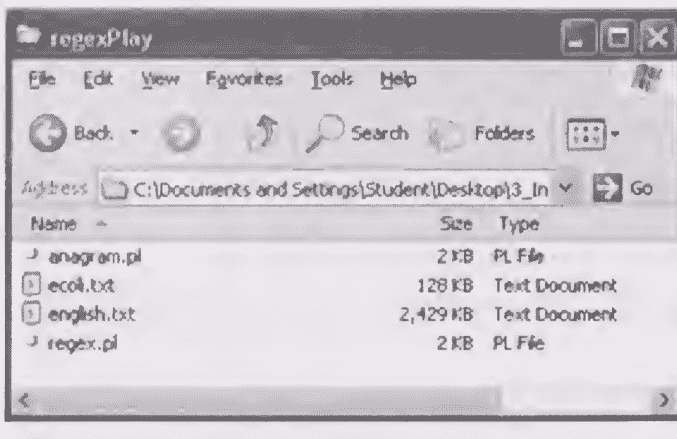 regexPlay
File Edit View Favorites Tools Help
Back Search Folders
Address C:\Documents and Settings\Student\Desktop\3_In Go
Name Size Type
anagram.pl 2 KB PL File
ecoli.txt 128 KB Text Document
english.txt 2,429 KB Text Document
regex.pl 2 KB PL File